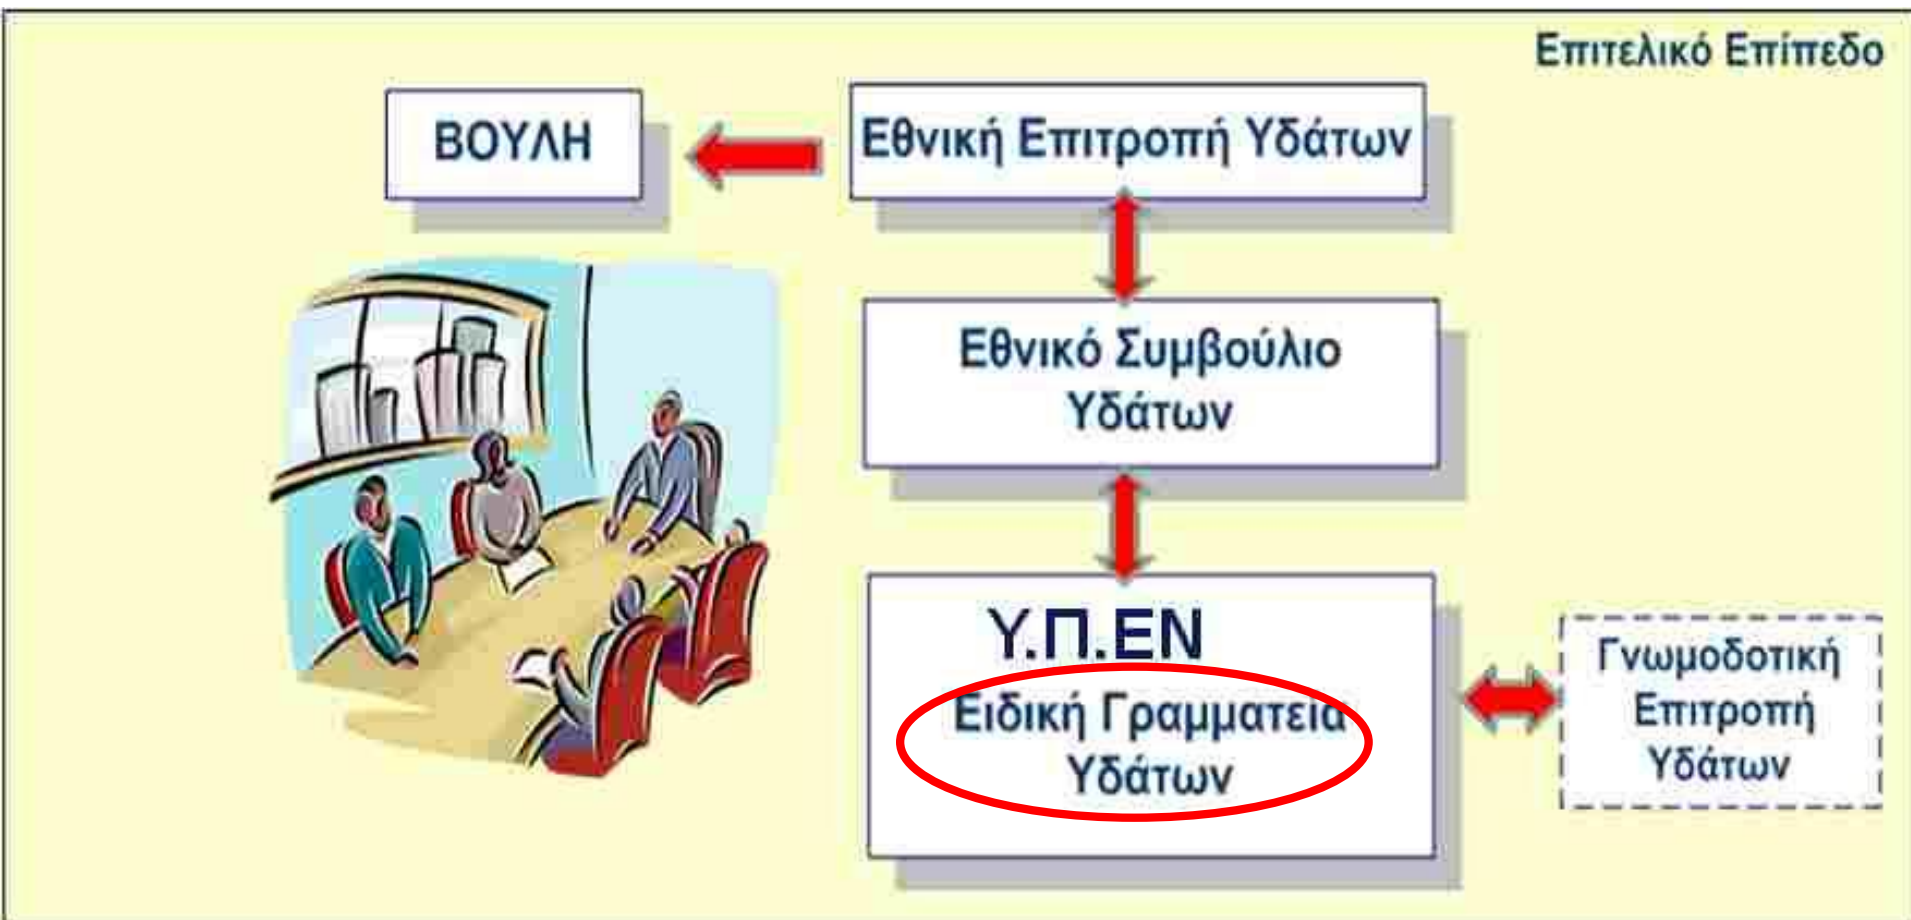 Επιτελικό Επίπεδο
ΒΟΥΛΗ
Εθνική Επιτροπή Υδάτων
Εθνικό Συμβούλιο
Υδάτων
Υ.Π.ΕΝ
Ειδική Γραμματεία
Υδάτων
Γνωμοδοτική
Επιτροπή
Υδάτων